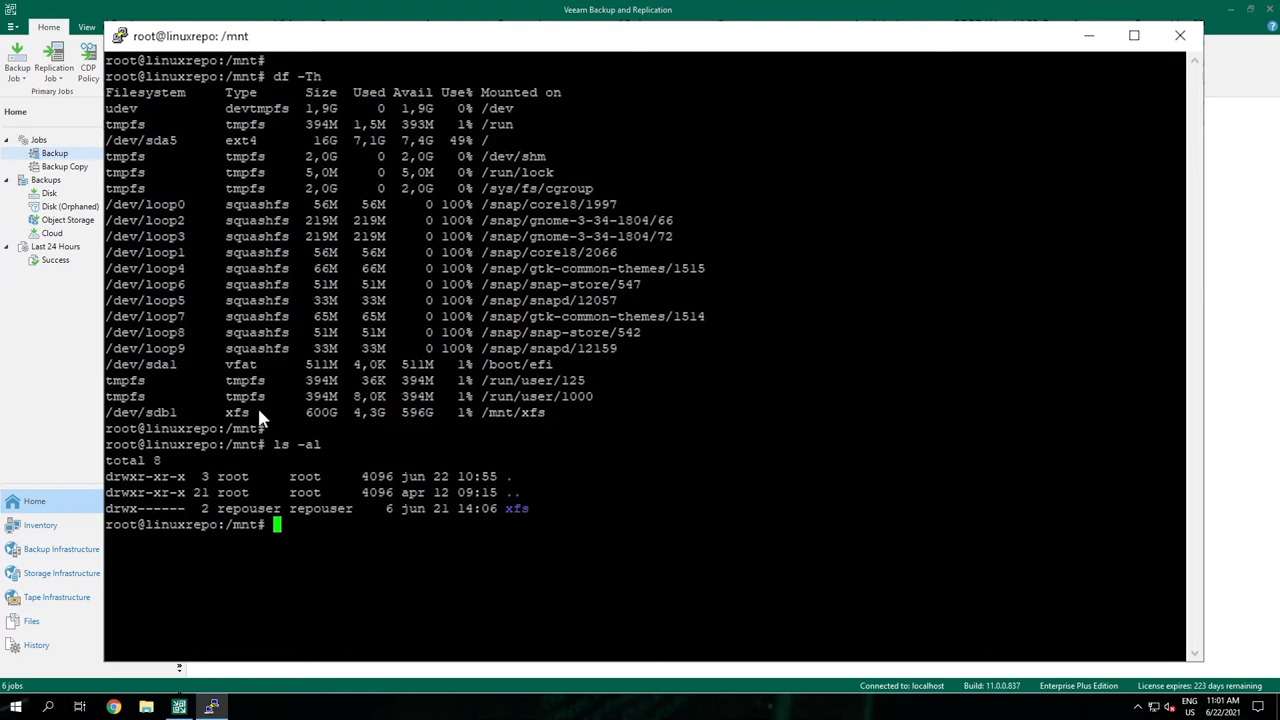 Veeam Backup and Replication
Home View
root@linuxrepo: /mnt
Backup Job
Replication Job
CDP Policy
Primary Jobs
Home
Jobs
Backup
Backup Copy
Backups
Disk
Disk (Orphaned)
Object Storage
Cloud
Last 24 Hours
Success
Home
Inventory
Backup Infrastructure
Storage Infrastructure
Tape Infrastructure
Files
History
root@linuxrepo:/mnt#
root@linuxrepo:/mnt# df -Th
Filesystem Type Size Used Avail Use% Mounted on
udev devtmpfs 1,9G 0 1,9G 0% /dev
tmpfs tmpfs 394M 1,5M 393M 1% /run
/dev/sda5 ext4 16G 7,1G 7,4G 49% /
tmpfs tmpfs 2,0G 0 2,0G 0% /dev/shm
tmpfs tmpfs 5,0M 0 5,0M 0% /run/lock
tmpfs tmpfs 2,0G 0 2,0G 0% /sys/fs/cgroup
/dev/loop0 squashfs 56M 56M 0 100% /snap/core18/1997
/dev/loop2 squashfs 219M 219M 0 100% /snap/gnome-3-34-1804/66
/dev/loop3 squashfs 219M 219M 0 100% /snap/gnome-3-34-1804/72
/dev/loop1 squashfs 56M 56M 0 100% /snap/core18/2066
/dev/loop4 squashfs 66M 66M 0 100% /snap/gtk-common-themes/1515
/dev/loop6 squashfs 51M 51M 0 100% /snap/snap-store/547
/dev/loop5 squashfs 33M 33M 0 100% /snap/snapd/12057
/dev/loop7 squashfs 65M 65M 0 100% /snap/gtk-common-themes/1514
/dev/loop8 squashfs 51M 51M 0 100% /snap/snap-store/542
/dev/loop9 squashfs 33M 33M 0 100% /snap/snapd/12159
/dev/sda1 vfat 511M 4,0K 511M 1% /boot/efi
tmpfs tmpfs 394M 36K 394M 1% /run/user/125
tmpfs tmpfs 394M 8,0K 394M 1% /run/user/1000
/dev/sdb1 xfs 600G 4,3G 596G 1% /mnt/xfs
root@linuxrepo:/mnt#
root@linuxrepo:/mnt# ls -al
total 8
drwxr-xr-x 3 root root 4096 jun 22 10:55 .
drwxr-xr-x 21 root root 4096 apr 12 09:15 ..
drwx------ 2 repouser repouser 6 jun 21 14:06 xfs
root@linuxrepo:/mnt#
6 jobs
Connected to: localhost Build: 11.0.0.837 Enterprise Plus Edition License expires: 223 days remaining
ENG 11:01 AM
US 6/22/2021